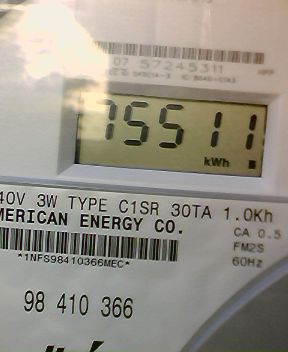 07 57245311
75511
kWh
40V 3W TYPE C1SR 30TA 1.0Kh
MERICAN ENERGY CO.
CA 0.5
FM2S
*1NFS98410366MEC*
60Hz
98 410 366